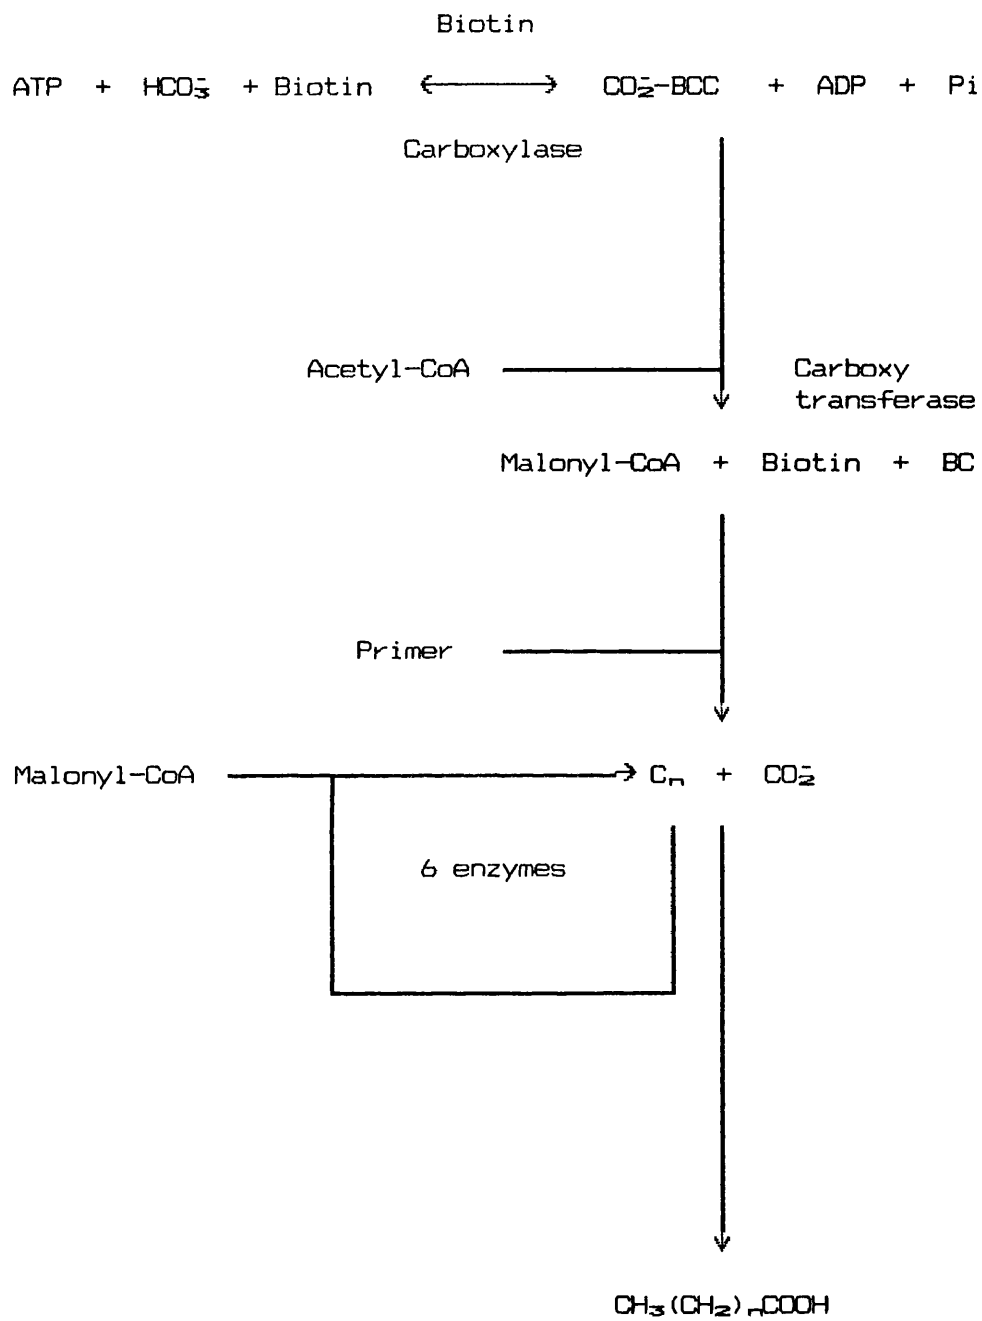 Biotin
ATP + HCO₃⁻ + Biotin ⟷ CO₂⁻-BCC + ADP + Pi
Carboxylase
Acetyl-CoA
Carboxy
transferase
Malonyl-CoA + Biotin + BC
Primer
Malonyl-CoA → Cₙ + CO₂⁻
6 enzymes
CH₃(CH₂)ₙCOOH